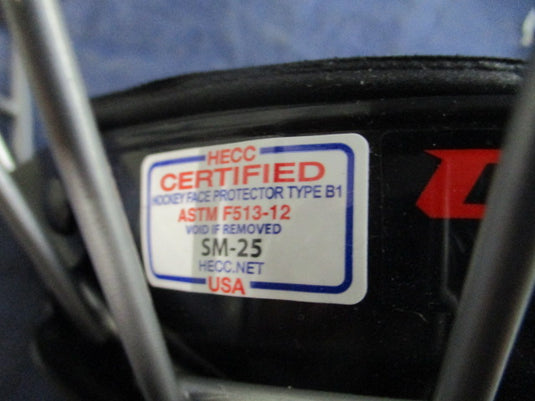 HECC
CERTIFIED
HOCKEY FACE PROTECTOR TYPE B1
ASTM F513-12
VOID IF REMOVED
SM-25
HECC.NET
USA